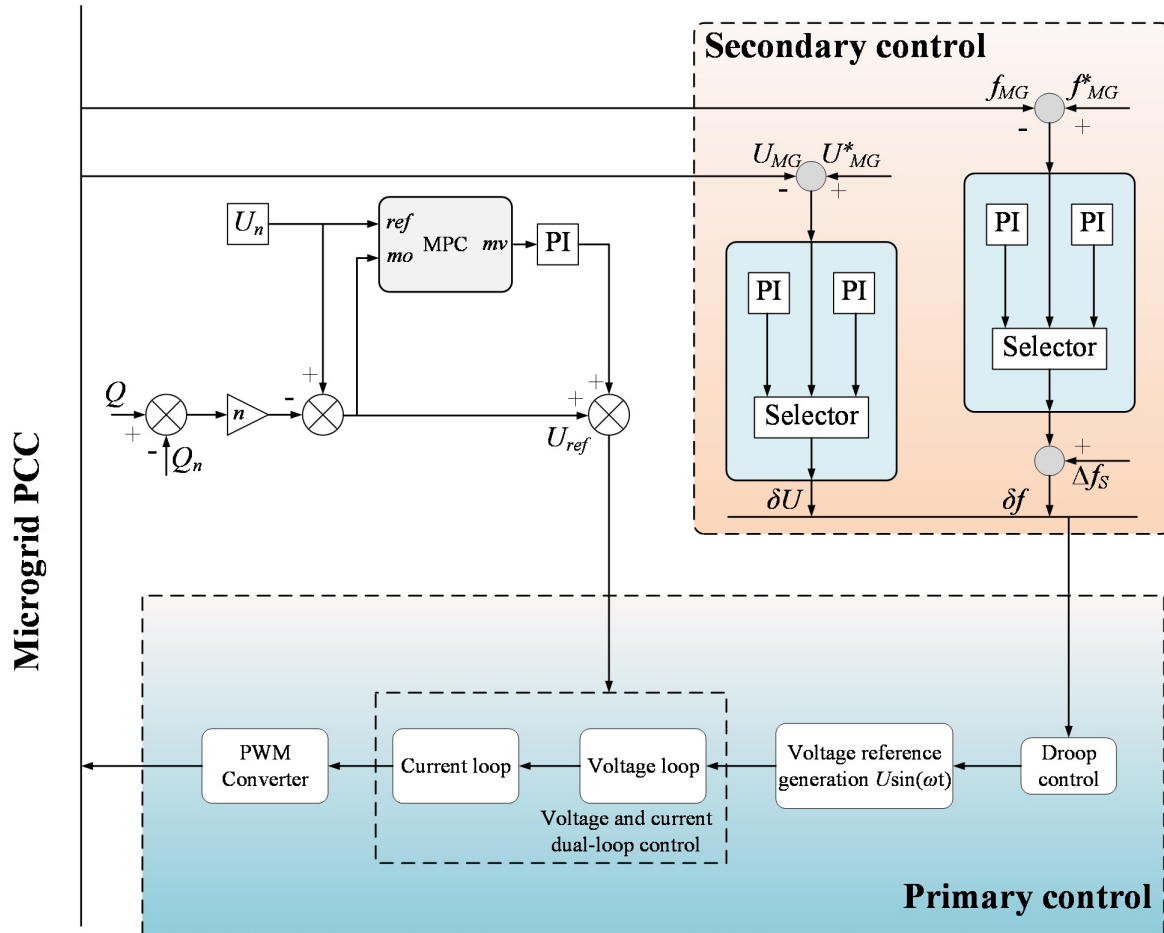 Secondary control
f_MG
f*_MG
-
+
U_MG
U*_MG
-
+
U_n
ref
mo
MPC
mv
PI
PI
PI
Selector
PI
PI
Selector
+
+
+
Q
+
-
Q_n
n
-
U_ref
δU
δf
+
Δf_S
Microgrid PCC
PWM
Converter
Current loop
Voltage loop
Voltage and current
dual-loop control
Voltage reference
generation Usin(ωt)
Droop
control
Primary control